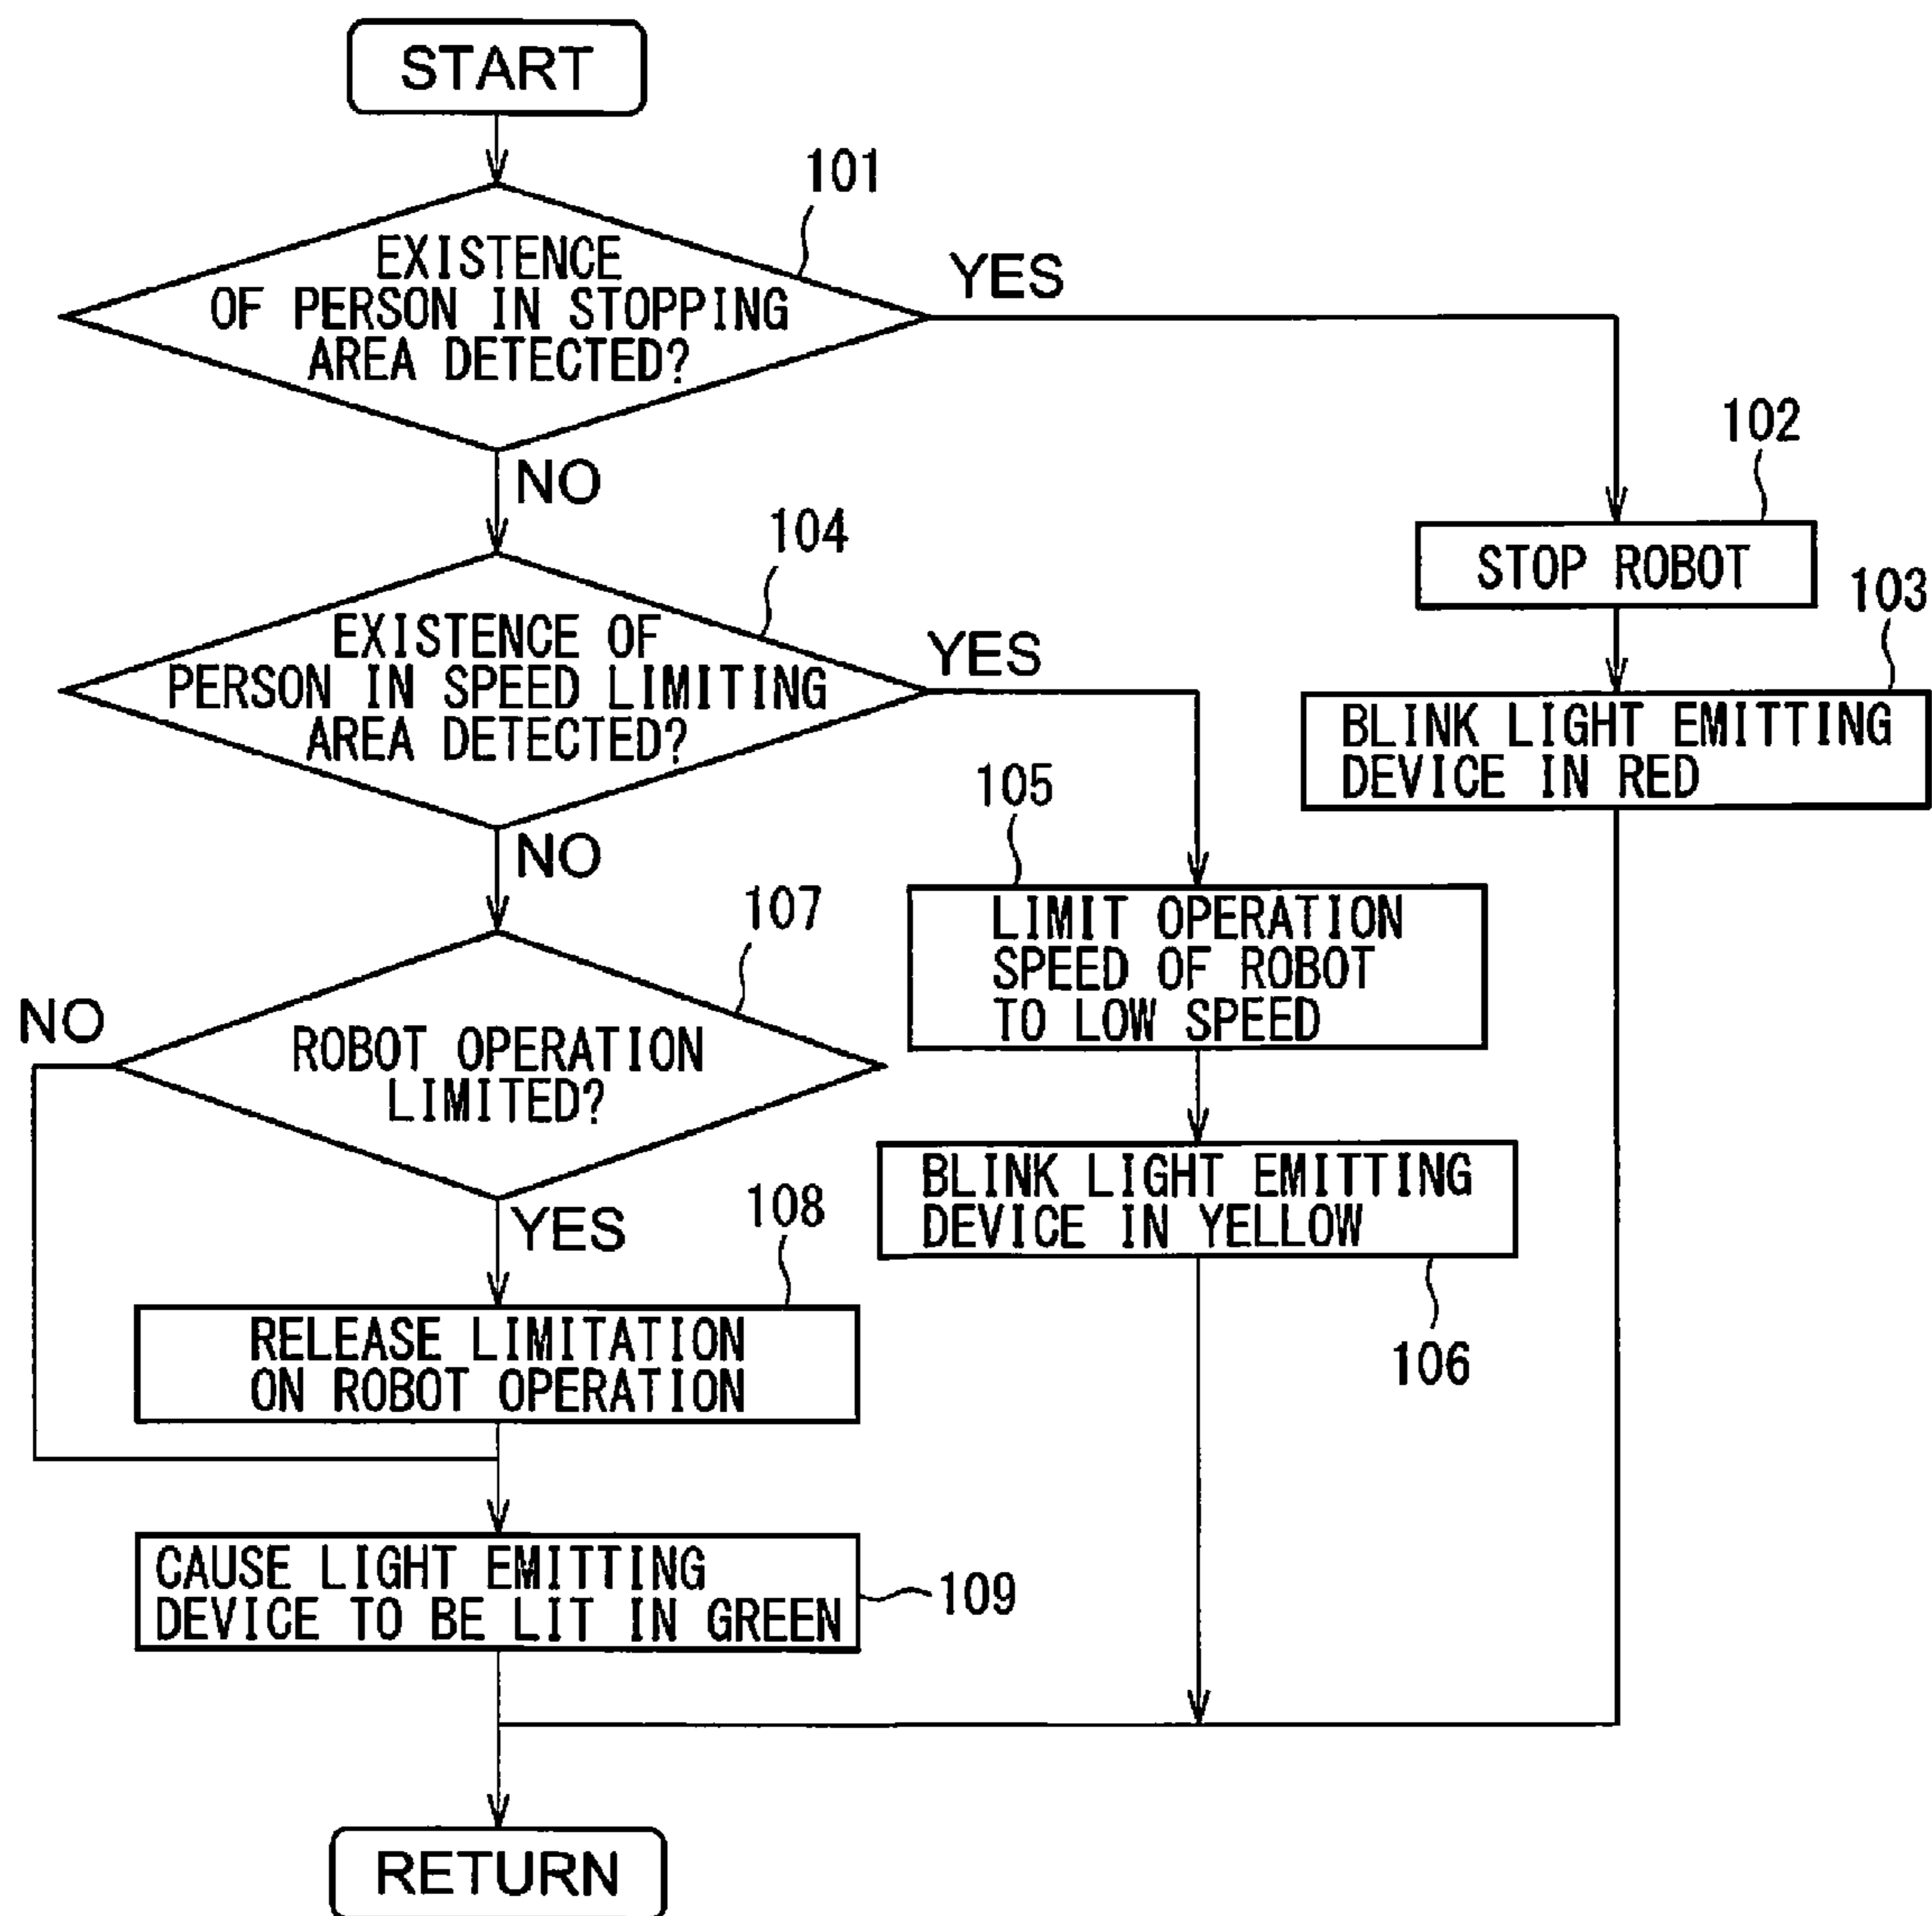 START
101
EXISTENCE
OF PERSON IN STOPPING
AREA DETECTED?
YES
NO
102
STOP ROBOT
103
BLINK LIGHT EMITTING
DEVICE IN RED
104
EXISTENCE OF
PERSON IN SPEED LIMITING
AREA DETECTED?
YES
NO
105
LIMIT OPERATION
SPEED OF ROBOT
TO LOW SPEED
BLINK LIGHT EMITTING
DEVICE IN YELLOW
106
107
ROBOT OPERATION
LIMITED?
NO
YES
108
RELEASE LIMITATION
ON ROBOT OPERATION
CAUSE LIGHT EMITTING
DEVICE TO BE LIT IN GREEN
109
RETURN